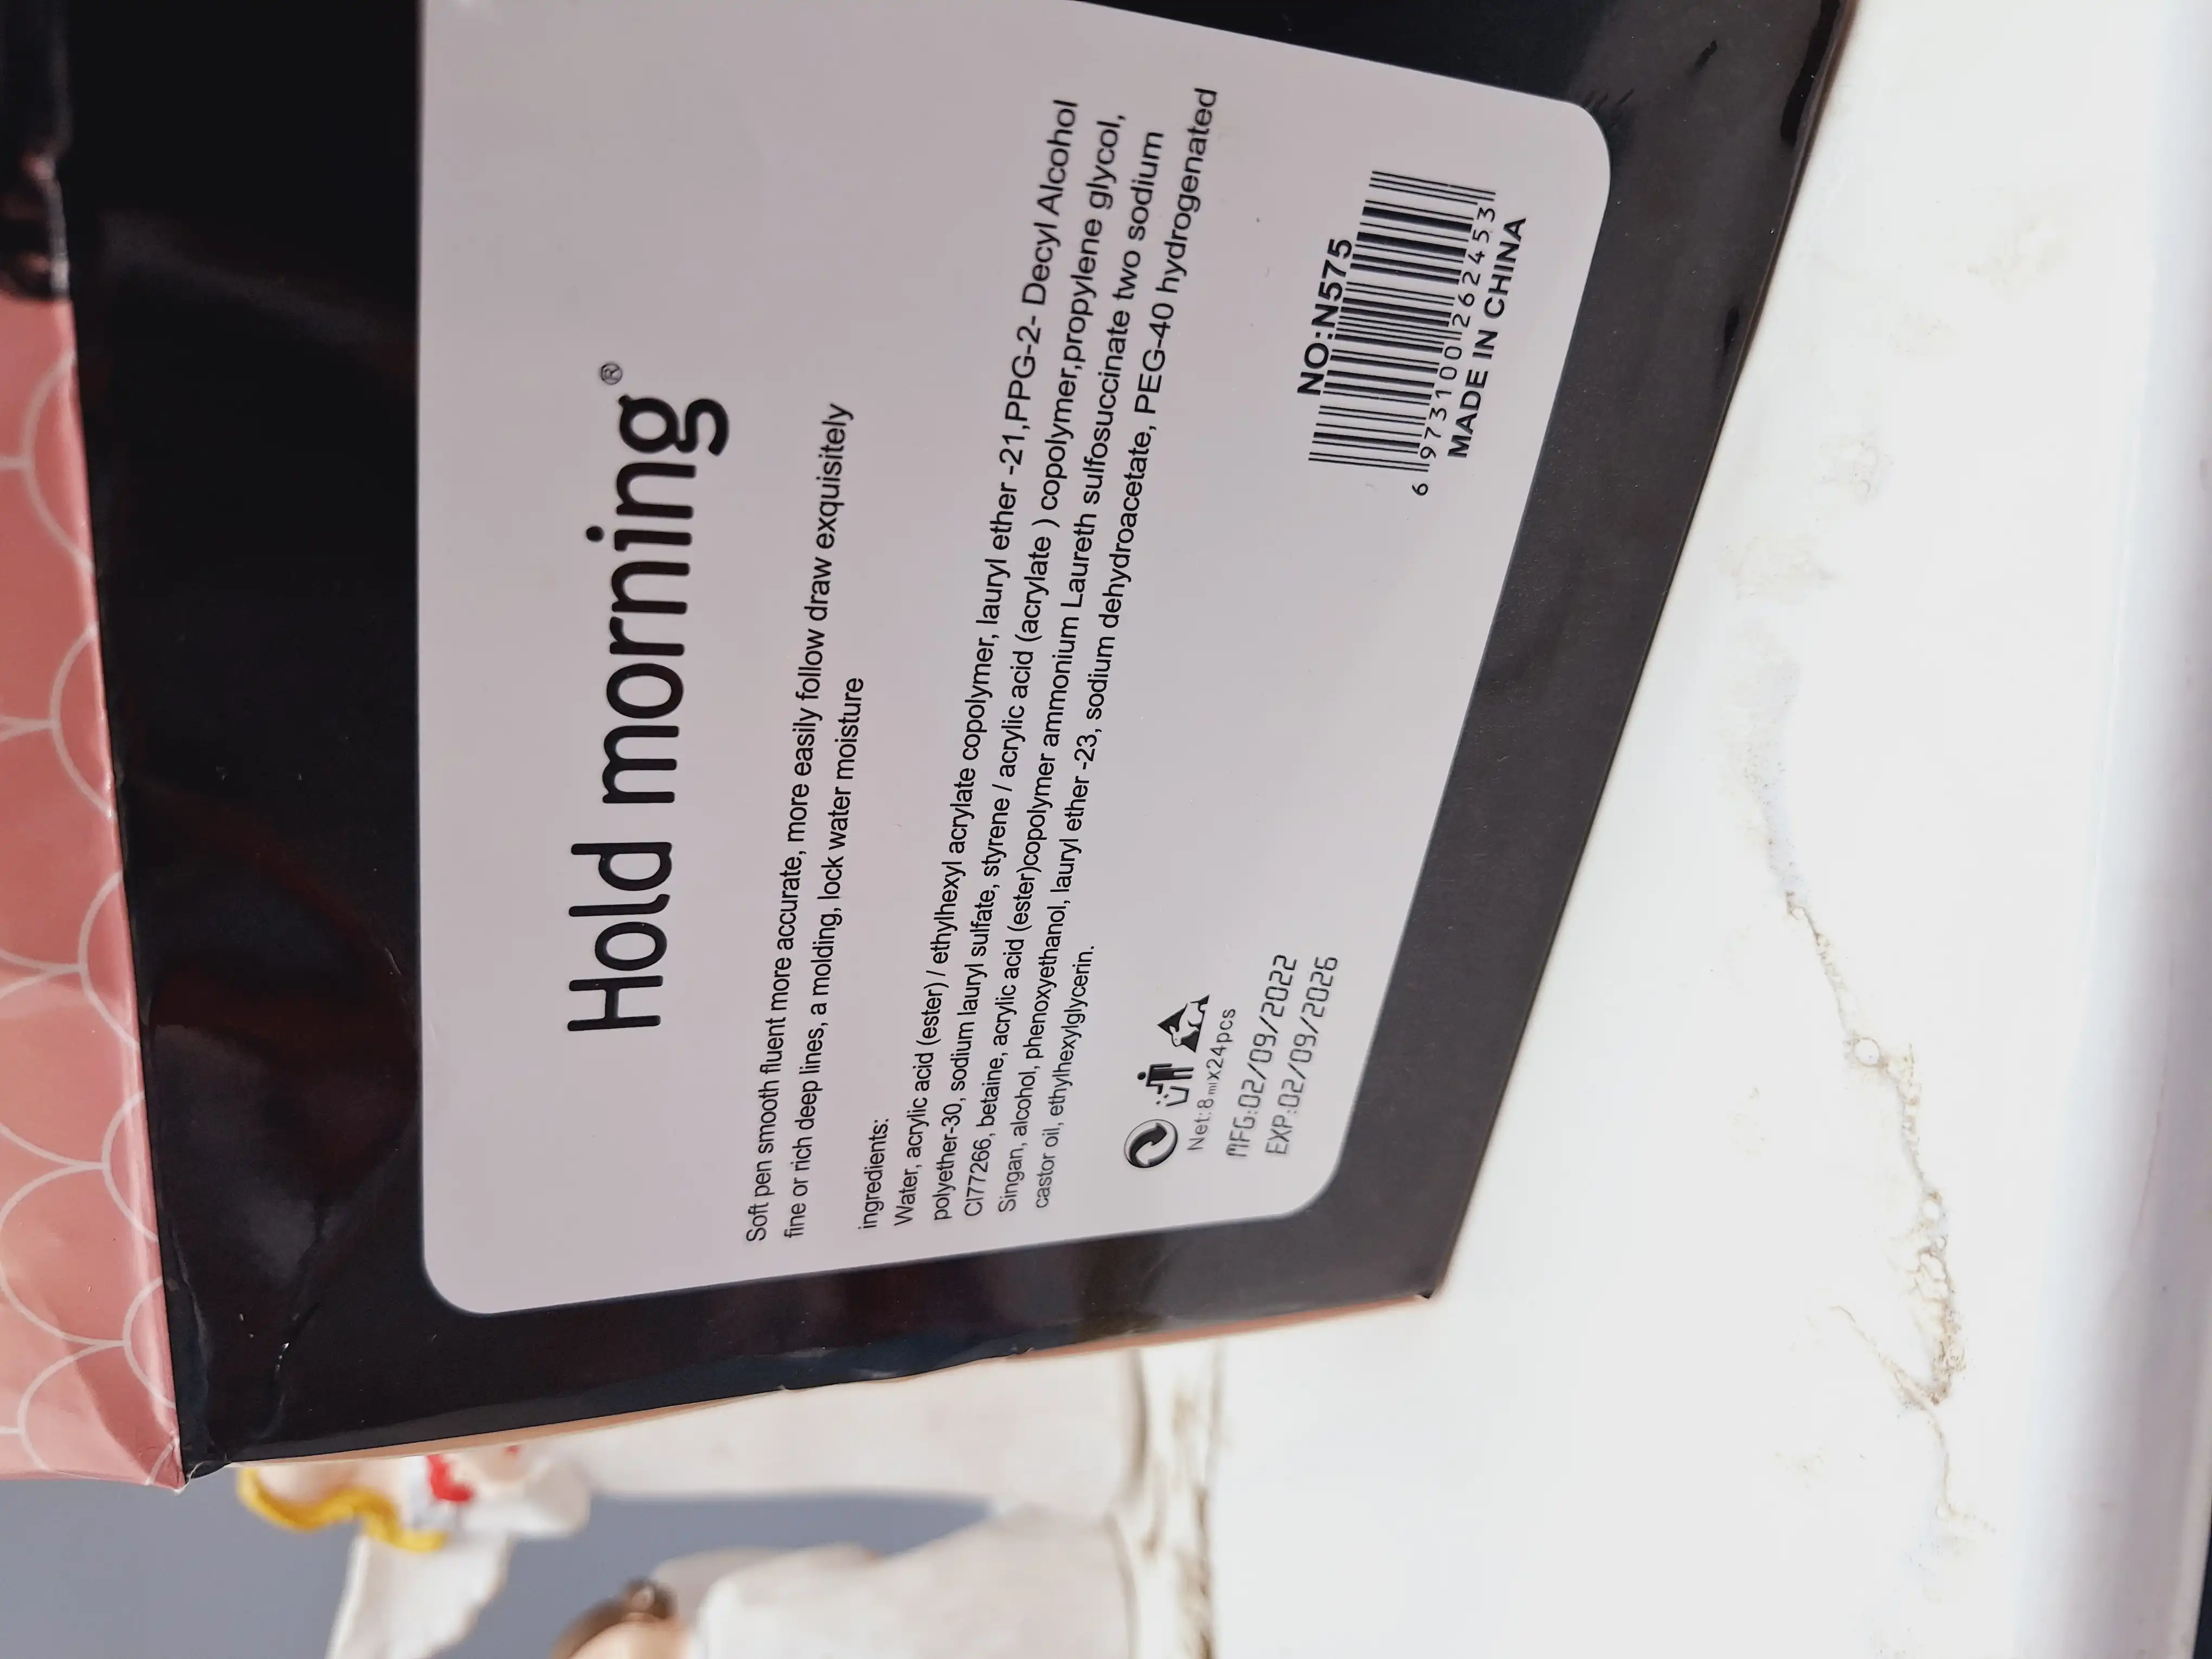 Hold morning®
Soft pen smooth fluent more accurate, more easily follow draw exquisitely
fine or rich deep lines, a molding, lock water moisture
ingredients:
Water, acrylic acid (ester) / ethylhexyl acrylate copolymer, lauryl ether -21,PPG-2- Decyl Alcohol
polyether-30, sodium lauryl sulfate, styrene / acrylic acid (acrylate ) copolymer,propylene glycol,
CI77266, betaine, acrylic acid (ester)copolymer ammonium Laureth sulfosuccinate two sodium
Singan, alcohol, phenoxyethanol, lauryl ether -23, sodium dehydroacetate, PEG-40 hydrogenated
castor oil, ethylhexylglycerin.
Net:8mlX24pcs
MFG:02/09/2022
EXP:02/09/2026
NO:N575
6 973100 262453
MADE IN CHINA